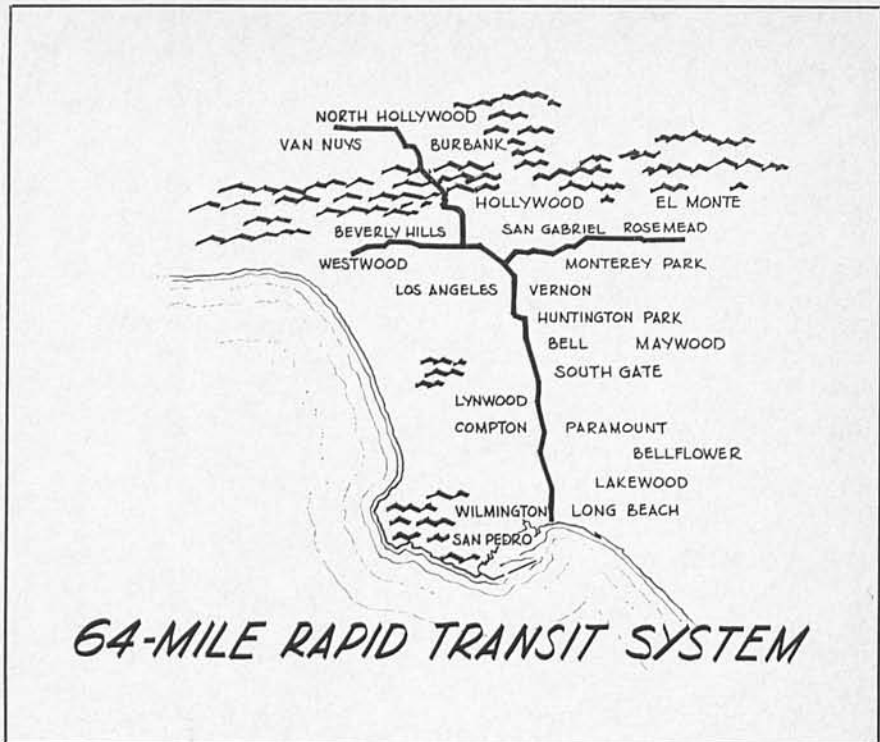 NORTH HOLLYWOOD
VAN NUYS
BURBANK
HOLLYWOOD
EL MONTE
BEVERLY HILLS
SAN GABRIEL
ROSEMEAD
WESTWOOD
MONTEREY PARK
LOS ANGELES
VERNON
HUNTINGTON PARK
BELL
MAYWOOD
SOUTH GATE
LYNWOOD
COMPTON
PARAMOUNT
BELLFLOWER
LAKEWOOD
WILMINGTON
LONG BEACH
SAN PEDRO
64-MILE RAPID TRANSIT SYSTEM